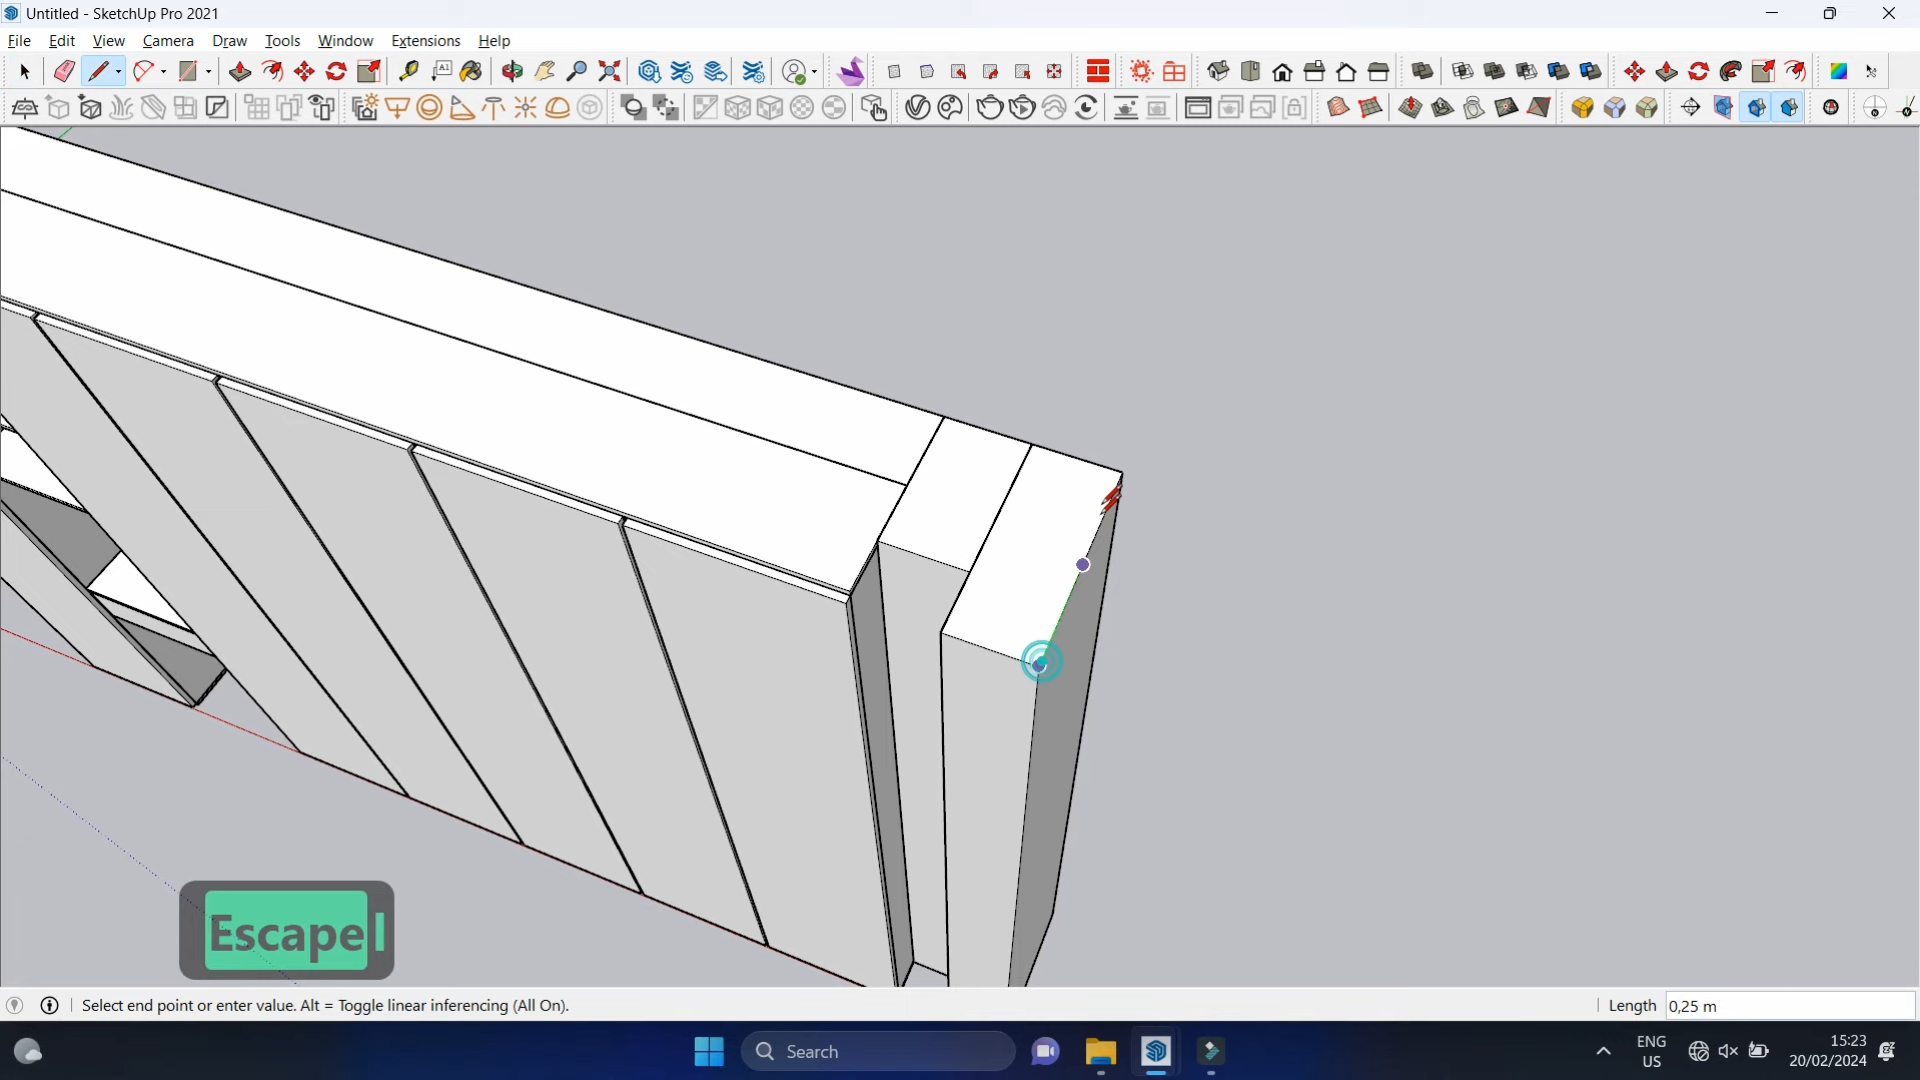 Untitled - SketchUp Pro 2021
File Edit View Camera Draw Tools Window Extensions Help
A1
Escape l
Select end point or enter value. Alt = Toggle linear inferencing (All On).
Length 0,25 m
Search
ENG
US
15:23
20/02/2024